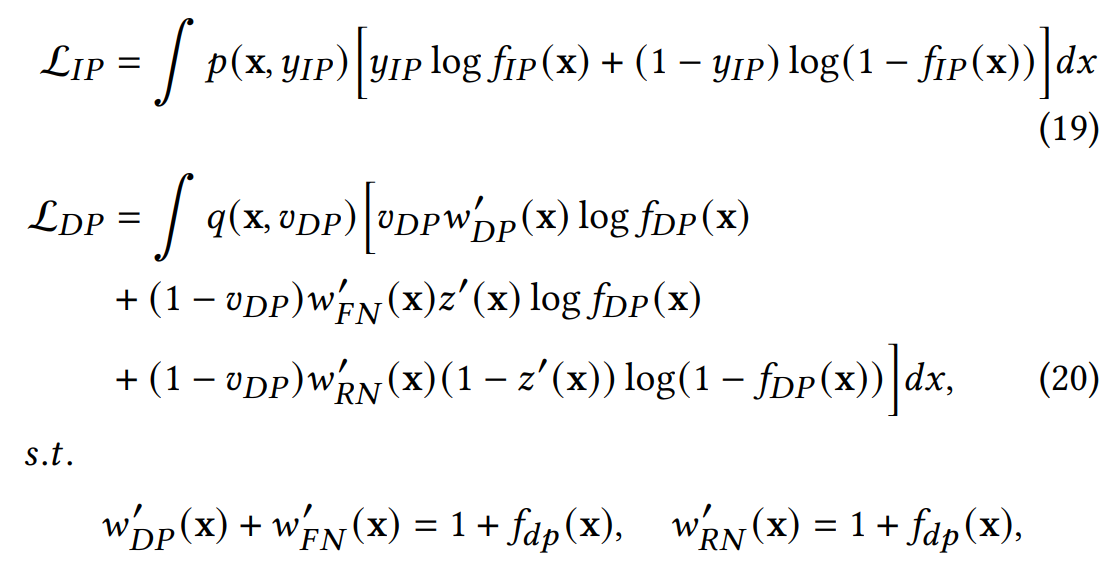 ℒ_{IP} = ∫ p(𝐱, y_{IP}) [ y_{IP} log f_{IP}(𝐱) + (1 − y_{IP}) log(1 − f_{IP}(𝐱)) ] dx
(19)
ℒ_{DP} = ∫ q(𝐱, v_{DP}) [ v_{DP} w′_{DP}(𝐱) log f_{DP}(𝐱)
+ (1 − v_{DP}) w′_{FN}(𝐱) z′(𝐱) log f_{DP}(𝐱)
+ (1 − v_{DP}) w′_{RN}(𝐱)(1 − z′(𝐱)) log(1 − f_{DP}(𝐱)) ] dx, (20)
s.t.
w′_{DP}(𝐱) + w′_{FN}(𝐱) = 1 + f_{dp}(𝐱), w′_{RN}(𝐱) = 1 + f_{dp}(𝐱),